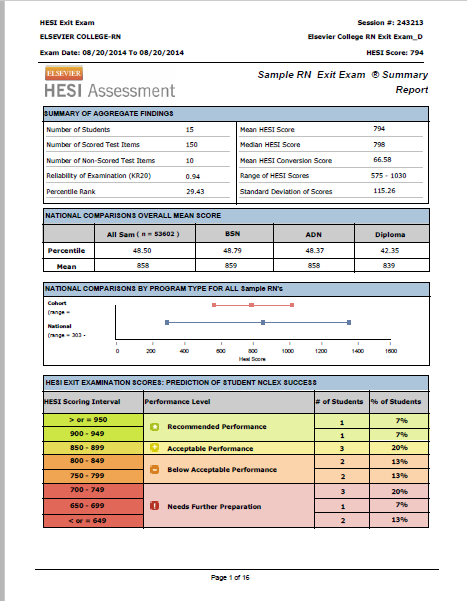 HESI Exit Exam Session #: 243213
ELSEVIER COLLEGE-RN Elsevier College RN Exit Exam_D
Exam Date: 08/20/2014 To 08/20/2014 HESI Score: 794
ELSEVIER
HESI Assessment
Sample RN Exit Exam ® Summary
Report
SUMMARY OF AGGREGATE FINDINGS
Number of Students 15 Mean HESI Score 794
Number of Scored Test Items 150 Median HESI Score 798
Number of Non-Scored Test Items 10 Mean HESI Conversion Score 66.58
Reliability of Examination (KR20) 0.94 Range of HESI Scores 575 - 1030
Percentile Rank 29.43 Standard Deviation of Scores 115.26
NATIONAL COMPARISONS OVERALL MEAN SCORE
All Sam ( n = 53602 ) BSN ADN Diploma
Percentile 48.50 48.79 48.37 42.35
Mean 858 859 858 839
NATIONAL COMPARISONS BY PROGRAM TYPE FOR ALL Sample RN's
Cohort
(range =
National
(range = 303 -
0 200 400 600 800 1000 1200 1400 1600
Hesi Score
HESI EXIT EXAMINATION SCORES: PREDICTION OF STUDENT NCLEX SUCCESS
HESI Scoring Interval Performance Level # of Students % of Students
> or = 950 1 7%
Recommended Performance
900 - 949 1 7%
850 - 899 Acceptable Performance 3 20%
800 - 849 2 13%
Below Acceptable Performance
750 - 799 2 13%
700 - 749 3 20%
650 - 699 Needs Further Preparation 1 7%
< or = 649 2 13%
Page 1 of 16